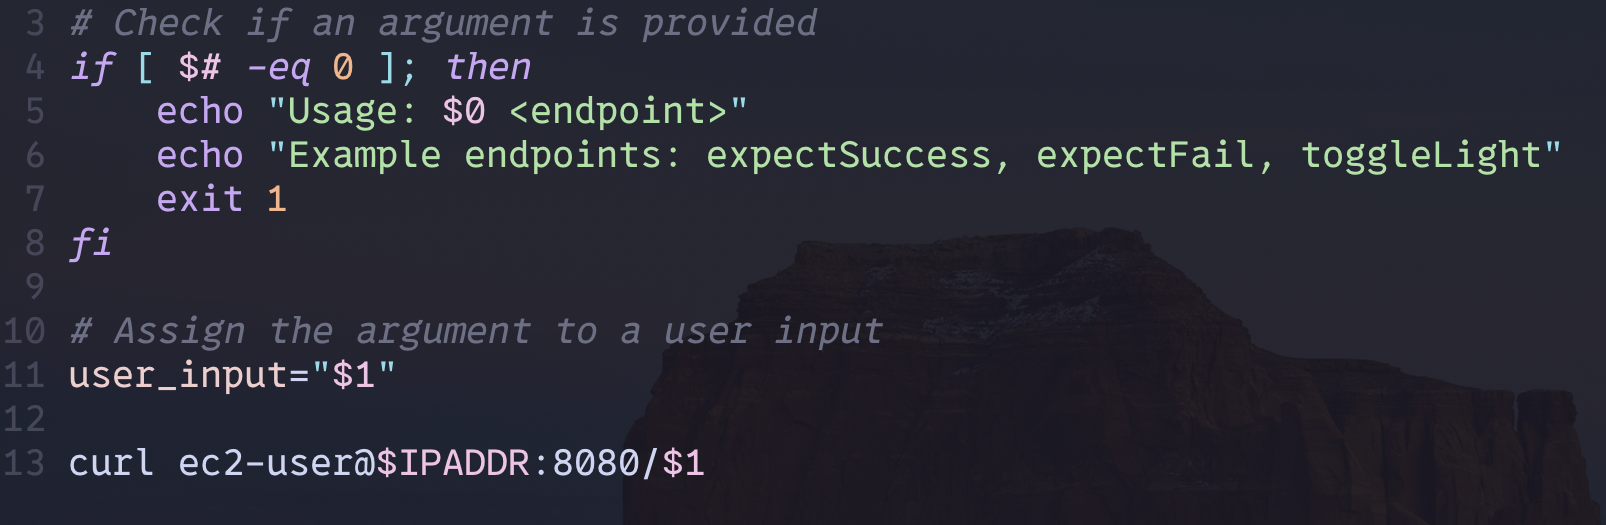 3 # Check if an argument is provided
4 if [ $# -eq 0 ]; then
5     echo "Usage: $0 <endpoint>"
6     echo "Example endpoints: expectSuccess, expectFail, toggleLight"
7     exit 1
8 fi
9
10 # Assign the argument to a user input
11 user_input="$1"
12
13 curl ec2-user@$IPADDR:8080/$1